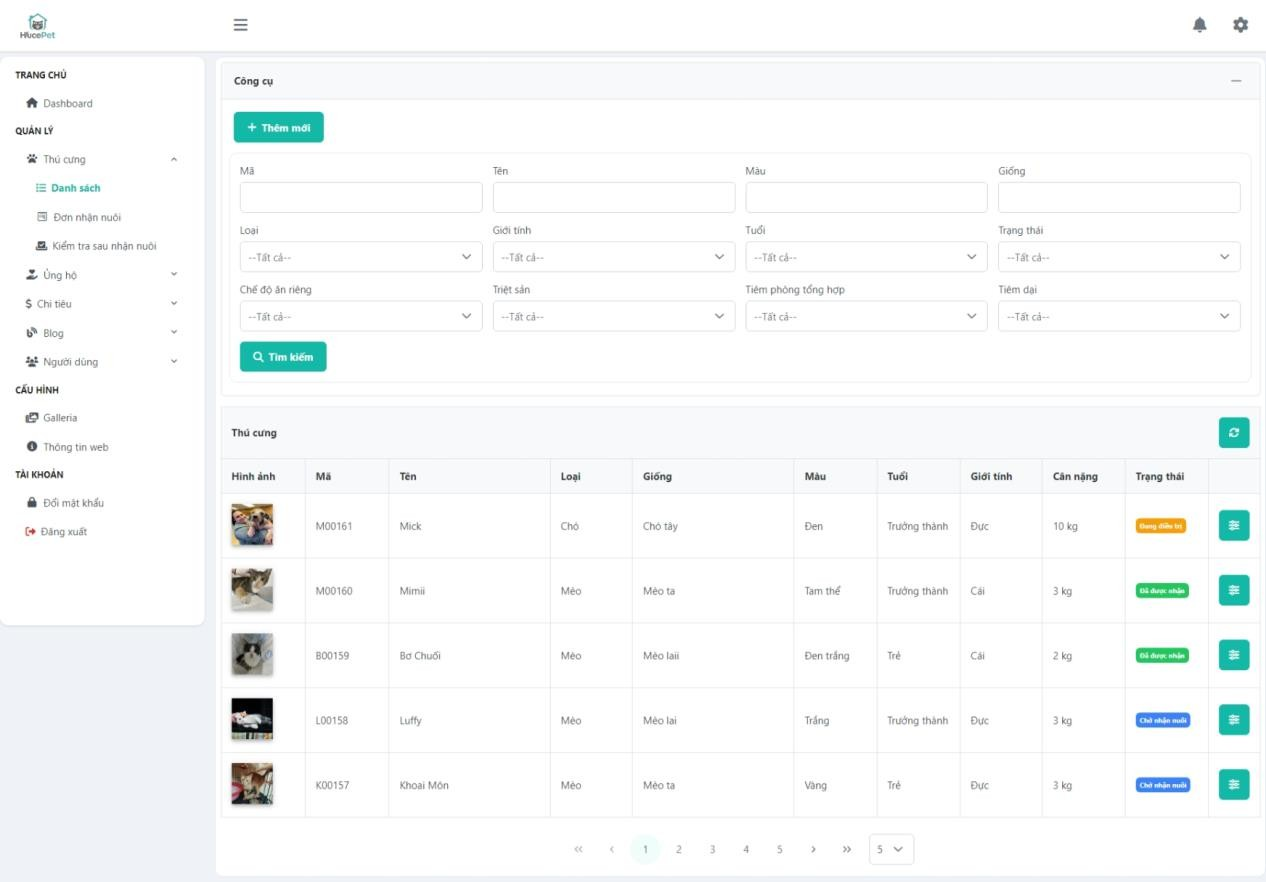 HucePet
TRANG CHỦ
Dashboard
QUẢN LÝ
Thú cưng
Danh sách
Đơn nhận nuôi
Kiểm tra sau nhận nuôi
Ủng hộ
Chi tiêu
Blog
Người dùng
CẤU HÌNH
Galleria
Thông tin web
TÀI KHOẢN
Đổi mật khẩu
Đăng xuất
Công cụ
+ Thêm mới
Mã Tên Màu Giống
Loại Giới tính Tuổi Trạng thái
--Tất cả-- --Tất cả-- --Tất cả-- --Tất cả--
Chế độ ăn riêng Triệt sản Tiêm phòng tổng hợp Tiêm dại
--Tất cả-- --Tất cả-- --Tất cả-- --Tất cả--
Tìm kiếm
Thú cưng
Hình ảnh Mã Tên Loại Giống Màu Tuổi Giới tính Cân nặng Trạng thái
M00161 Mick Chó Chó tây Đen Trưởng thành Đực 10 kg Đang điều trị
M00160 Mimii Mèo Mèo ta Tam thể Trưởng thành Cái 3 kg Đã được nhận
B00159 Bơ Chuối Mèo Mèo laii Đen trắng Trẻ Cái 2 kg Đã được nhận
L00158 Luffy Mèo Mèo lai Trắng Trưởng thành Đực 3 kg Chờ nhận nuôi
K00157 Khoai Môn Mèo Mèo ta Vàng Trẻ Đực 3 kg Chờ nhận nuôi
« ‹ 1 2 3 4 5 › » 5